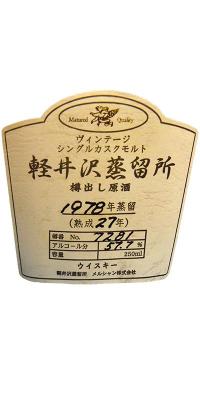 Matured Quality
ヴィンテージ
シングルカスクモルト
軽井沢蒸留所
樽出し原酒
1978年蒸留
(熟成27年)
樽番 No. 7281
アルコール分 57.7 %
容量 250ml
ウイスキー
軽井沢蒸留所 メルシャン株式会社